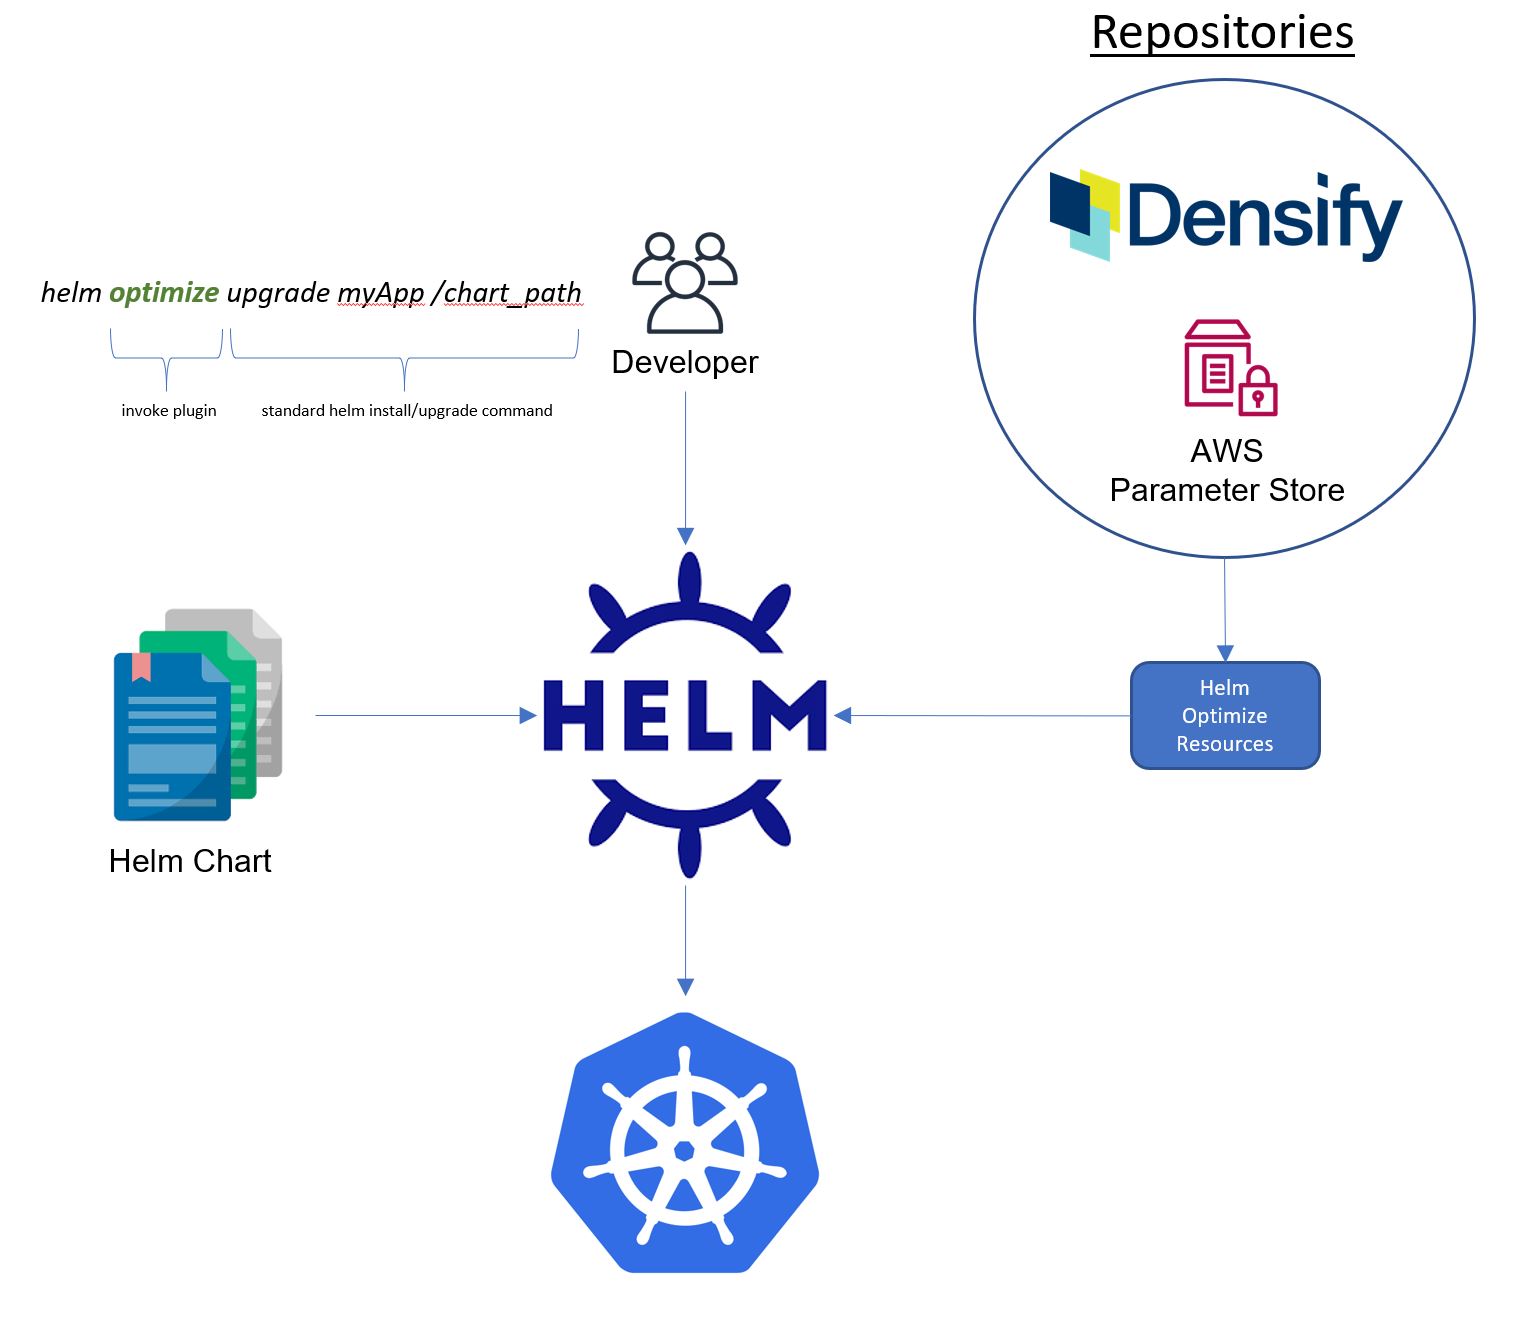 Repositories
Densify
helm optimize upgrade myApp /chart_path
Developer
invoke plugin
standard helm install/upgrade command
AWS
Parameter Store
HELM
Helm
Optimize
Resources
Helm Chart